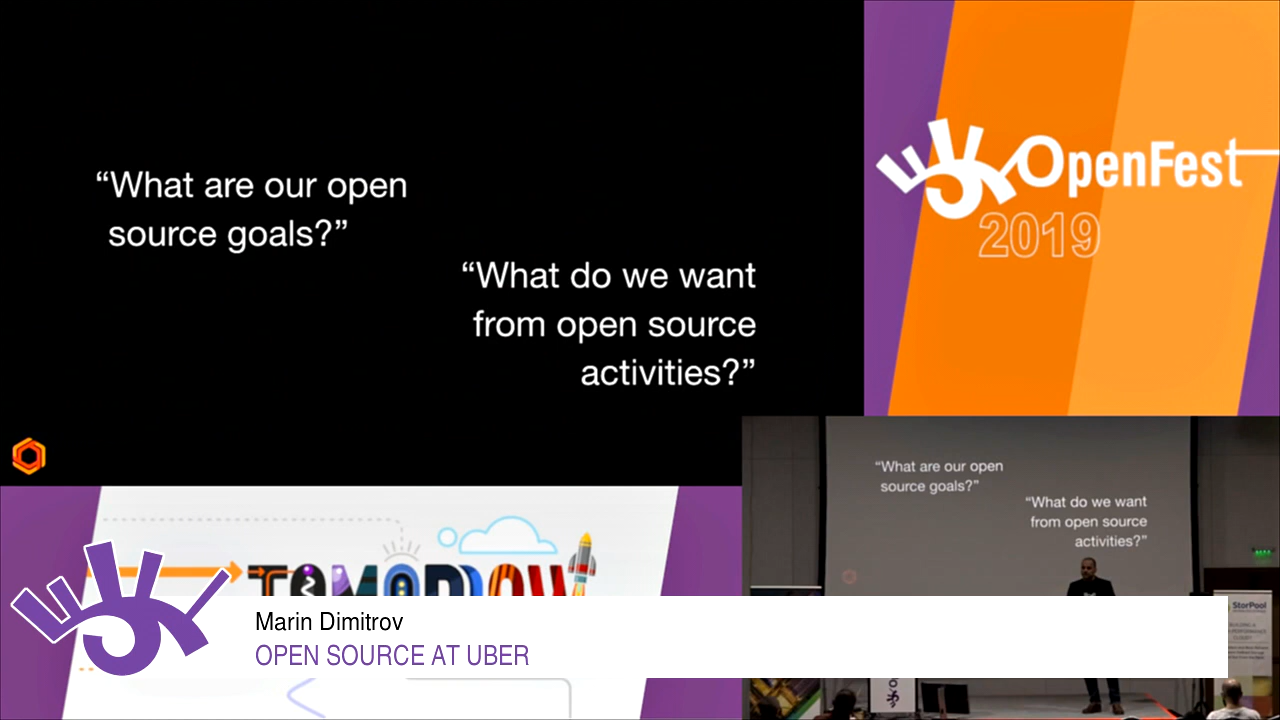 “What are our open
source goals?”
“What do we want
from open source
activities?”
OpenFest
2019
“What are our open
source goals?”
“What do we want
from open source
activities?”
StorPool
TOMORROW
Marin Dimitrov
OPEN SOURCE AT UBER